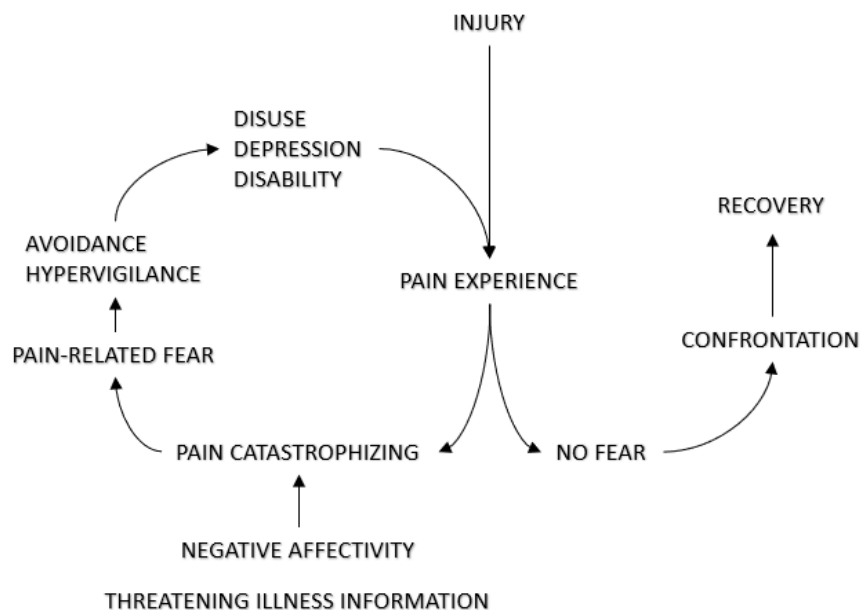 INJURY
DISUSE
DEPRESSION
DISABILITY
RECOVERY
AVOIDANCE
HYPERVIGILANCE
PAIN EXPERIENCE
CONFRONTATION
PAIN-RELATED FEAR
PAIN CATASTROPHIZING
NO FEAR
NEGATIVE AFFECTIVITY
THREATENING ILLNESS INFORMATION